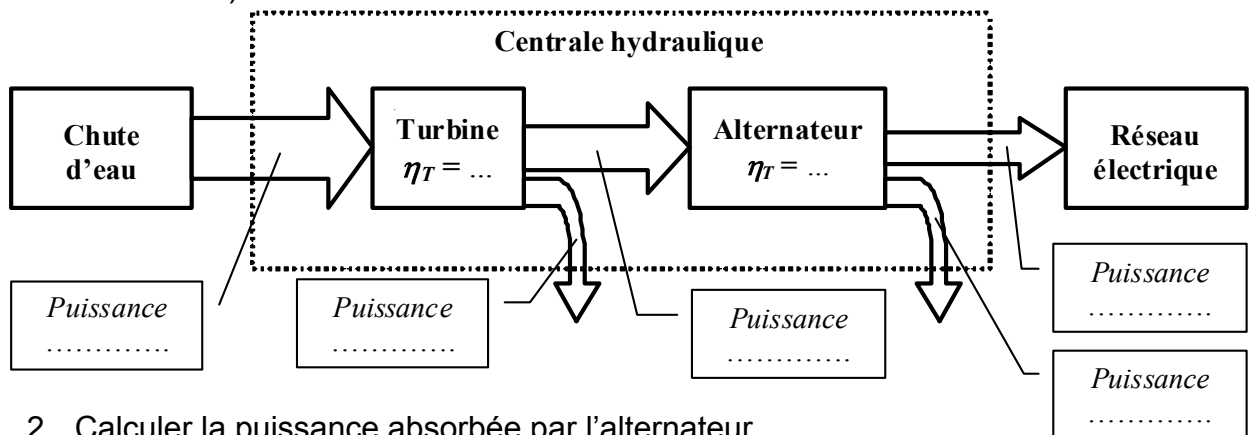 )
Centrale hydraulique
Chute
d’eau
Turbine
ηT = ...
Alternateur
ηT = ...
Réseau
électrique
Puissance
.............
Puissance
.............
Puissance
.............
Puissance
.............
Puissance
.............
2. Calculer la puissance absorbée par l’alternateur